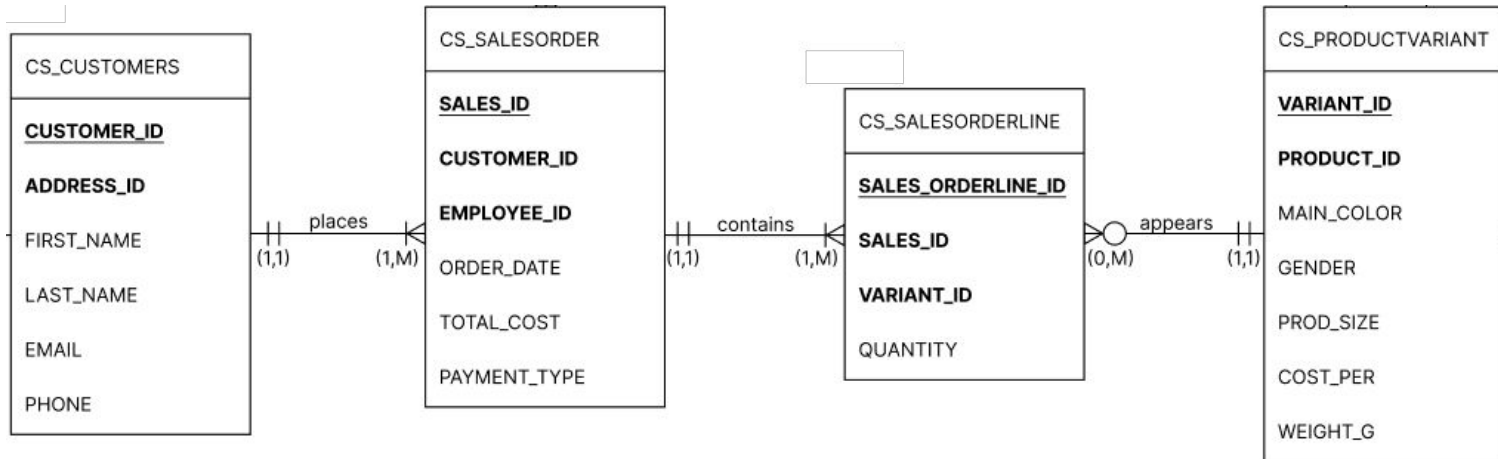 CS_CUSTOMERS
CUSTOMER_ID
ADDRESS_ID
FIRST_NAME
LAST_NAME
EMAIL
PHONE
places
(1,1)
(1,M)
CS_SALESORDER
SALES_ID
CUSTOMER_ID
EMPLOYEE_ID
ORDER_DATE
TOTAL_COST
PAYMENT_TYPE
contains
(1,1)
(1,M)
CS_SALESORDERLINE
SALES_ORDERLINE_ID
SALES_ID
VARIANT_ID
QUANTITY
appears
(0,M)
(1,1)
CS_PRODUCTVARIANT
VARIANT_ID
PRODUCT_ID
MAIN_COLOR
GENDER
PROD_SIZE
COST_PER
WEIGHT_G